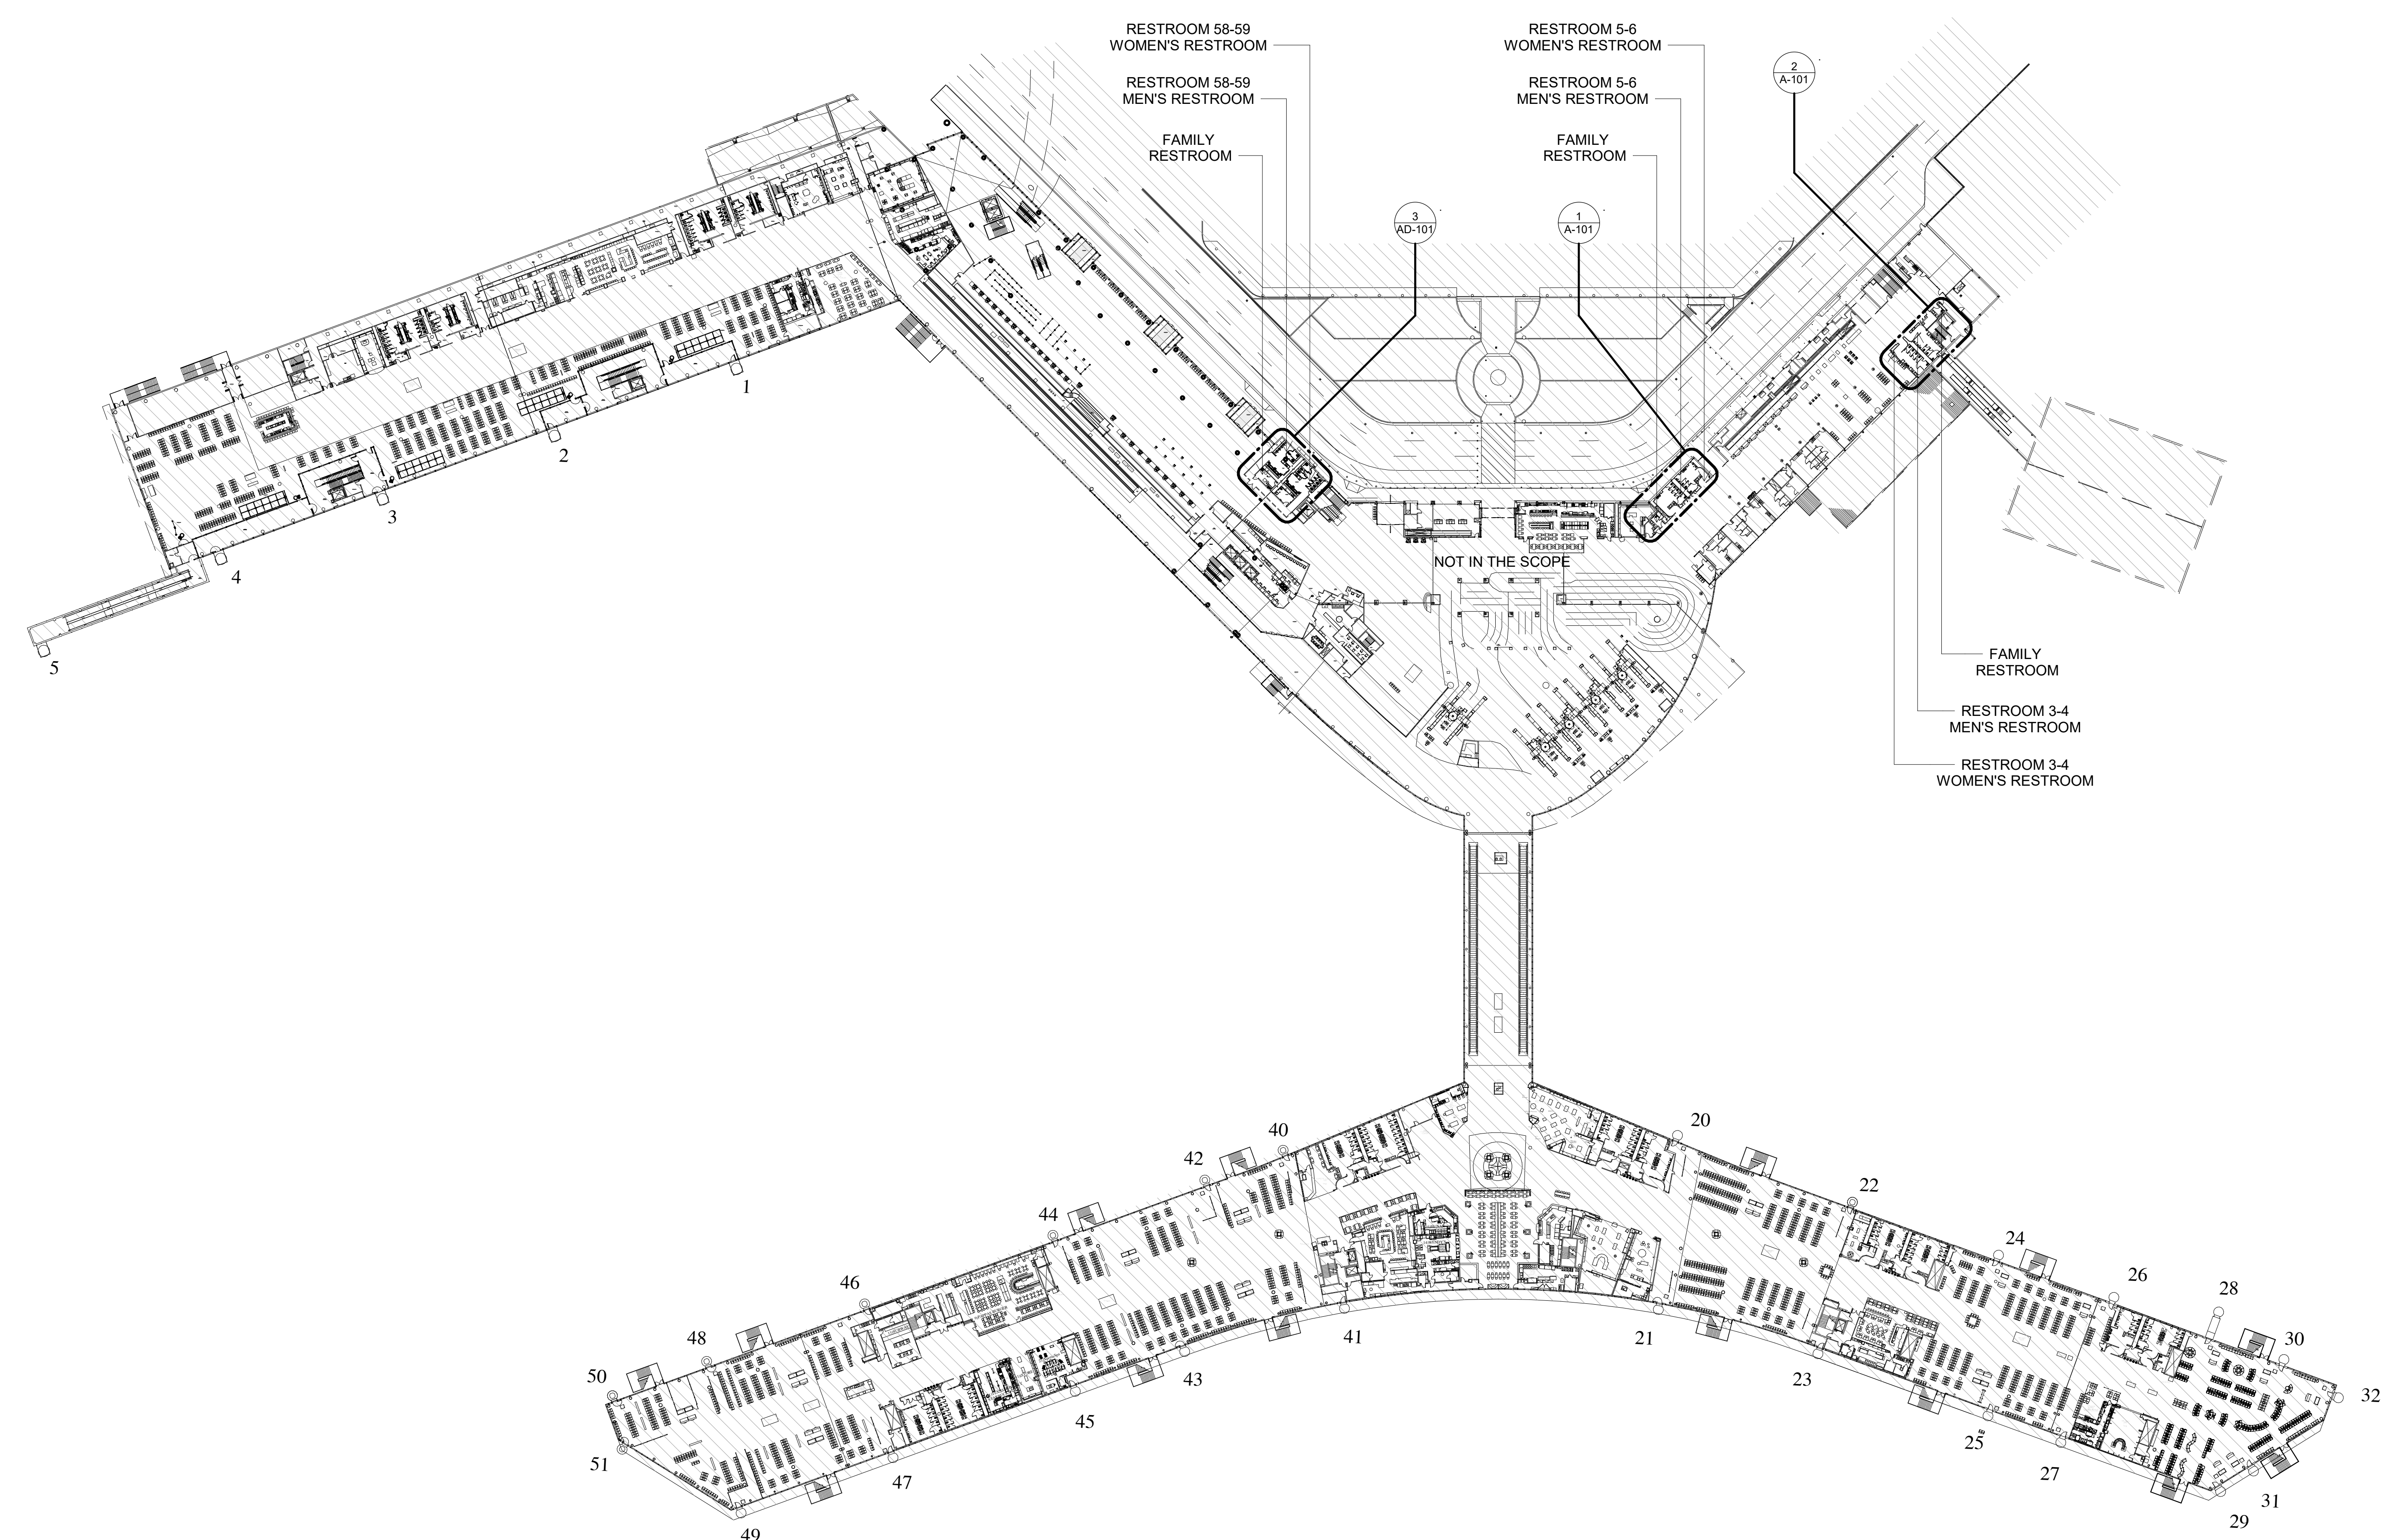 RESTROOM 58-59
WOMEN'S RESTROOM
RESTROOM 58-59
MEN'S RESTROOM
FAMILY
RESTROOM
RESTROOM 5-6
WOMEN'S RESTROOM
RESTROOM 5-6
MEN'S RESTROOM
FAMILY
RESTROOM
2
A-101
3
AD-101
1
A-101
1
2
3
4
5
NOT IN THE SCOPE
FAMILY
RESTROOM
RESTROOM 3-4
MEN'S RESTROOM
RESTROOM 3-4
WOMEN'S RESTROOM
40
20
42
22
44
24
46
26
28
48
41
21
30
43
23
50
32
45
25
51
47
27
31
49
29